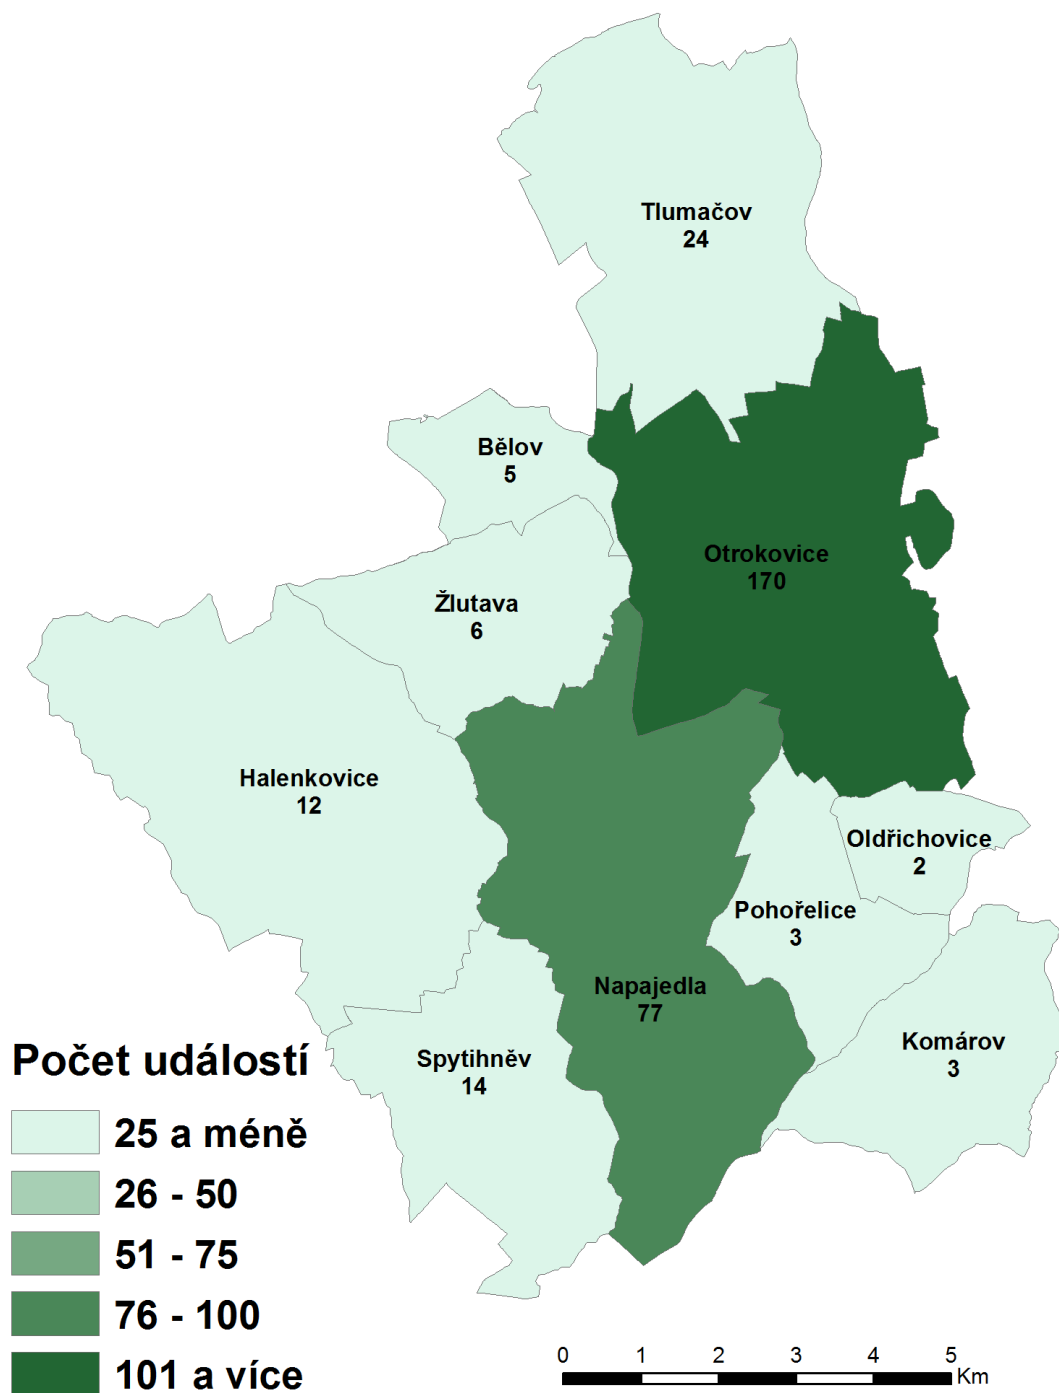 Tlumačov
24
Bělov
5
Otrokovice
170
Žlutava
6
Halenkovice
12
Oldřichovice
2
Pohořelice
3
Napajedla
77
Komárov
3
Spytihněv
14
Počet událostí
25 a méně
26 - 50
51 - 75
76 - 100
101 a více
0 1 2 3 4 5
Km